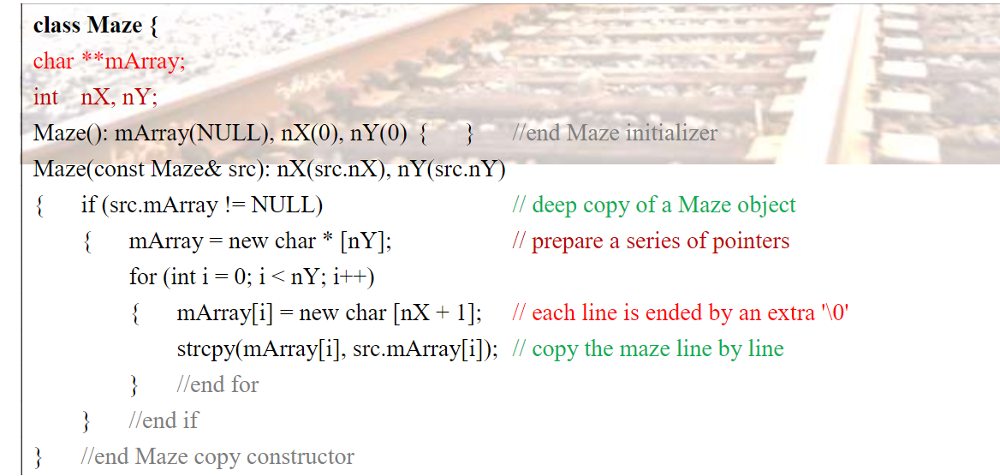 class Maze {
char **mArray;
int nX, nY;
Maze(): mArray(NULL), nX(0), nY(0) { } //end Maze initializer
Maze(const Maze& src): nX(src.nX), nY(src.nY)
{ if (src.mArray != NULL) // deep copy of a Maze object
{ mArray = new char * [nY]; // prepare a series of pointers
for (int i = 0; i < nY; i++)
{ mArray[i] = new char [nX + 1]; // each line is ended by an extra '\0'
strcpy(mArray[i], src.mArray[i]); // copy the maze line by line
} //end for
} //end if
} //end Maze copy constructor